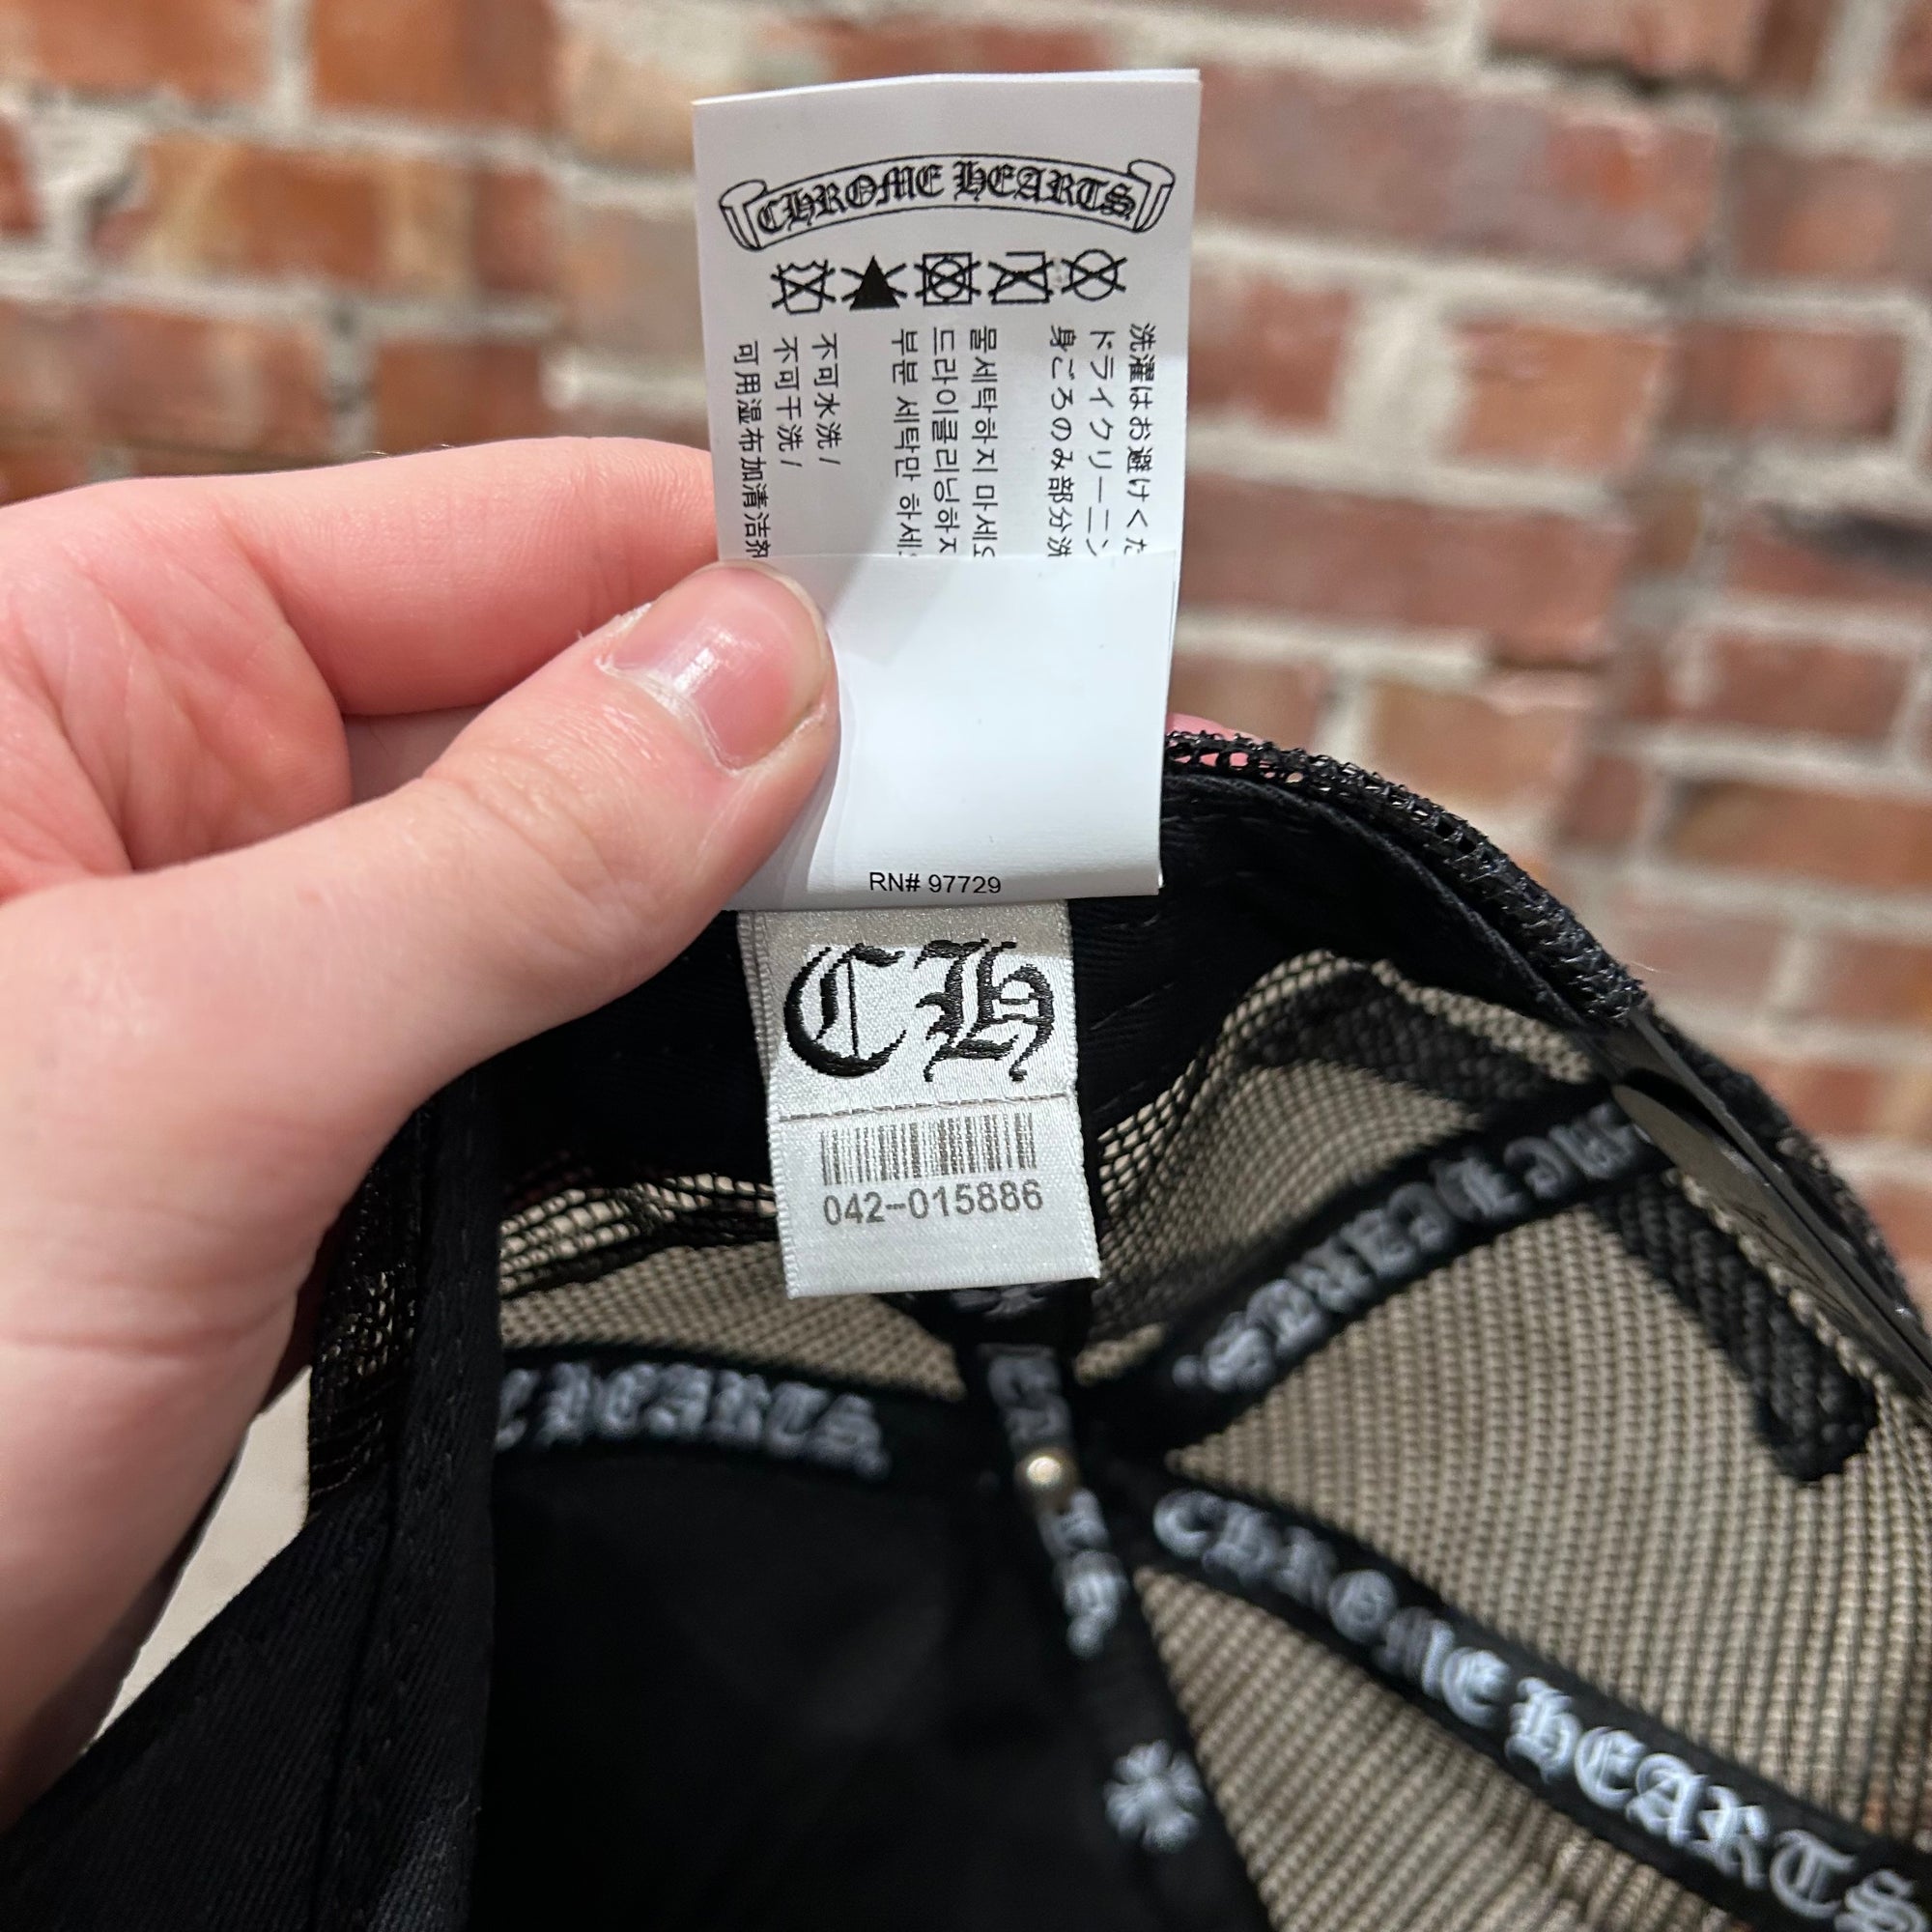 CHROME HEARTS
洗濯はお避けくだ
ドライクリーニン
身ごろのみ部分洗
물세탁하지 마세요
드라이클리닝하지
부분 세탁만 하세요
不可水洗 /
不可干洗 /
可用湿布加清洁剂
RN# 97729
CH
042-015886
HEARTS
HEARTS
CHROME HEARTS